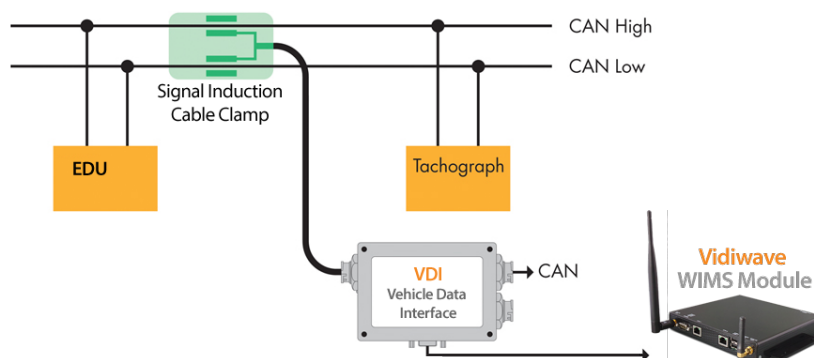 CAN High
CAN Low
Signal Induction
Cable Clamp
EDU
Tachograph
VDI
Vehicle Data
Interface
CAN
Vidiwave
WIMS Module